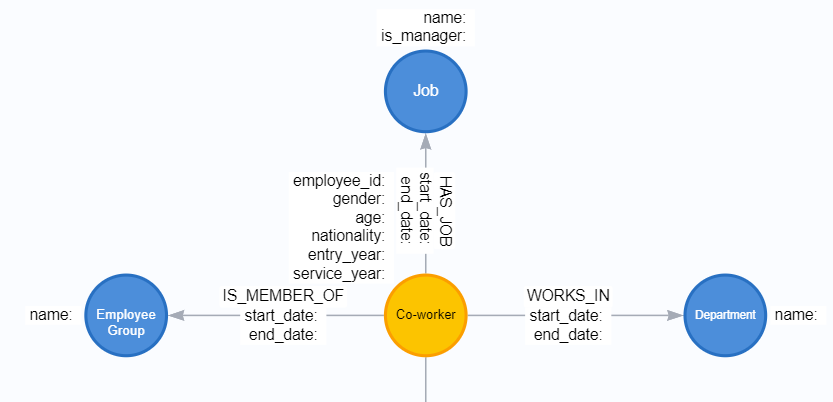 name:
is_manager:
Job
HAS_JOB
start_date:
end_date:
employee_id:
gender:
age:
nationality:
entry_year:
service_year:
IS_MEMBER_OF
start_date:
end_date:
WORKS_IN
start_date:
end_date:
name:
Employee
Group
Co-worker
Department
name: